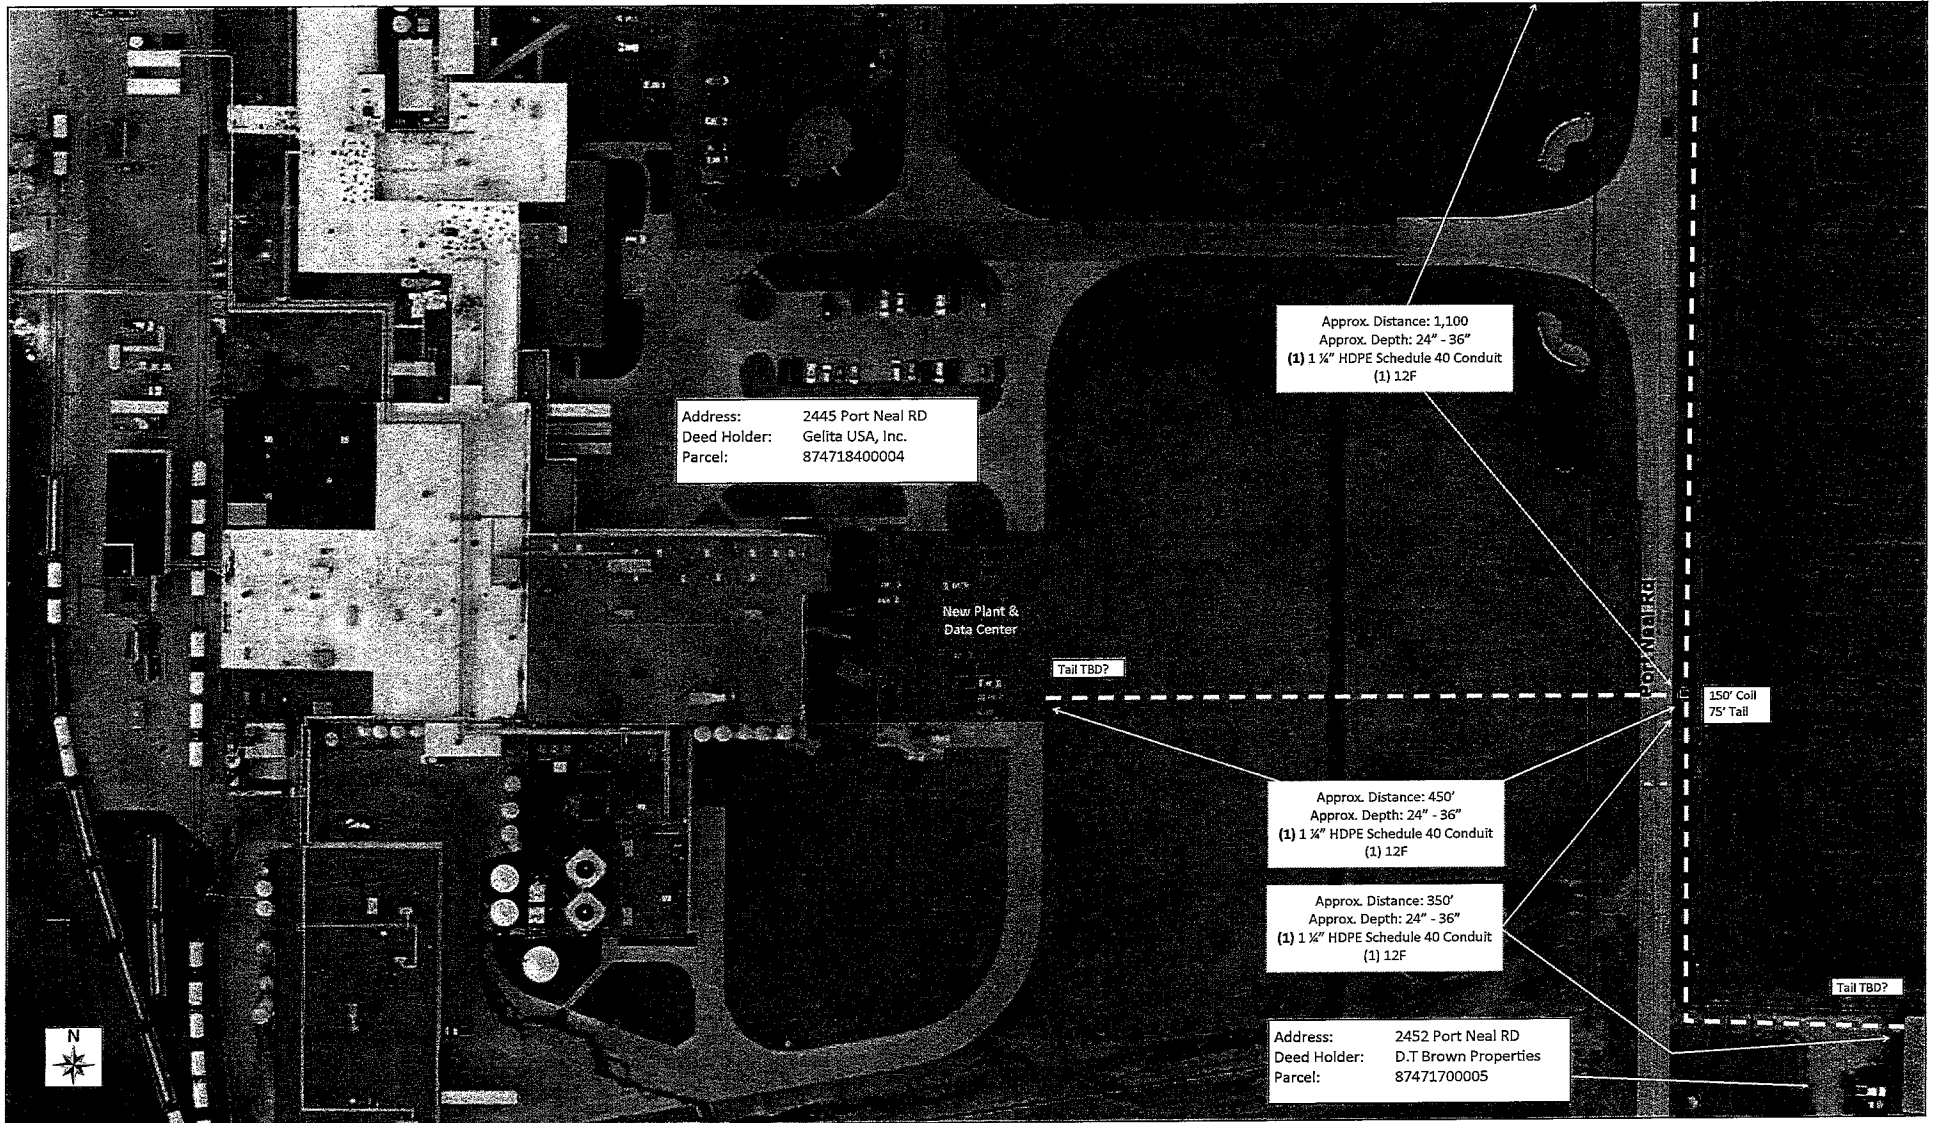 Approx. Distance: 1,100
Approx. Depth: 24” - 36”
(1) 1 ¼” HDPE Schedule 40 Conduit
(1) 12F
Address: 2445 Port Neal RD
Deed Holder: Gelita USA, Inc.
Parcel: 874718400004
New Plant &
Data Center
Port Neal Rd
Tail TBD?
150' Coil
75' Tail
Approx. Distance: 450'
Approx. Depth: 24” - 36”
(1) 1 ¼” HDPE Schedule 40 Conduit
(1) 12F
Approx. Distance: 350'
Approx. Depth: 24” - 36”
(1) 1 ¼” HDPE Schedule 40 Conduit
(1) 12F
Tail TBD?
Address: 2452 Port Neal RD
Deed Holder: D.T Brown Properties
Parcel: 87471700005
N